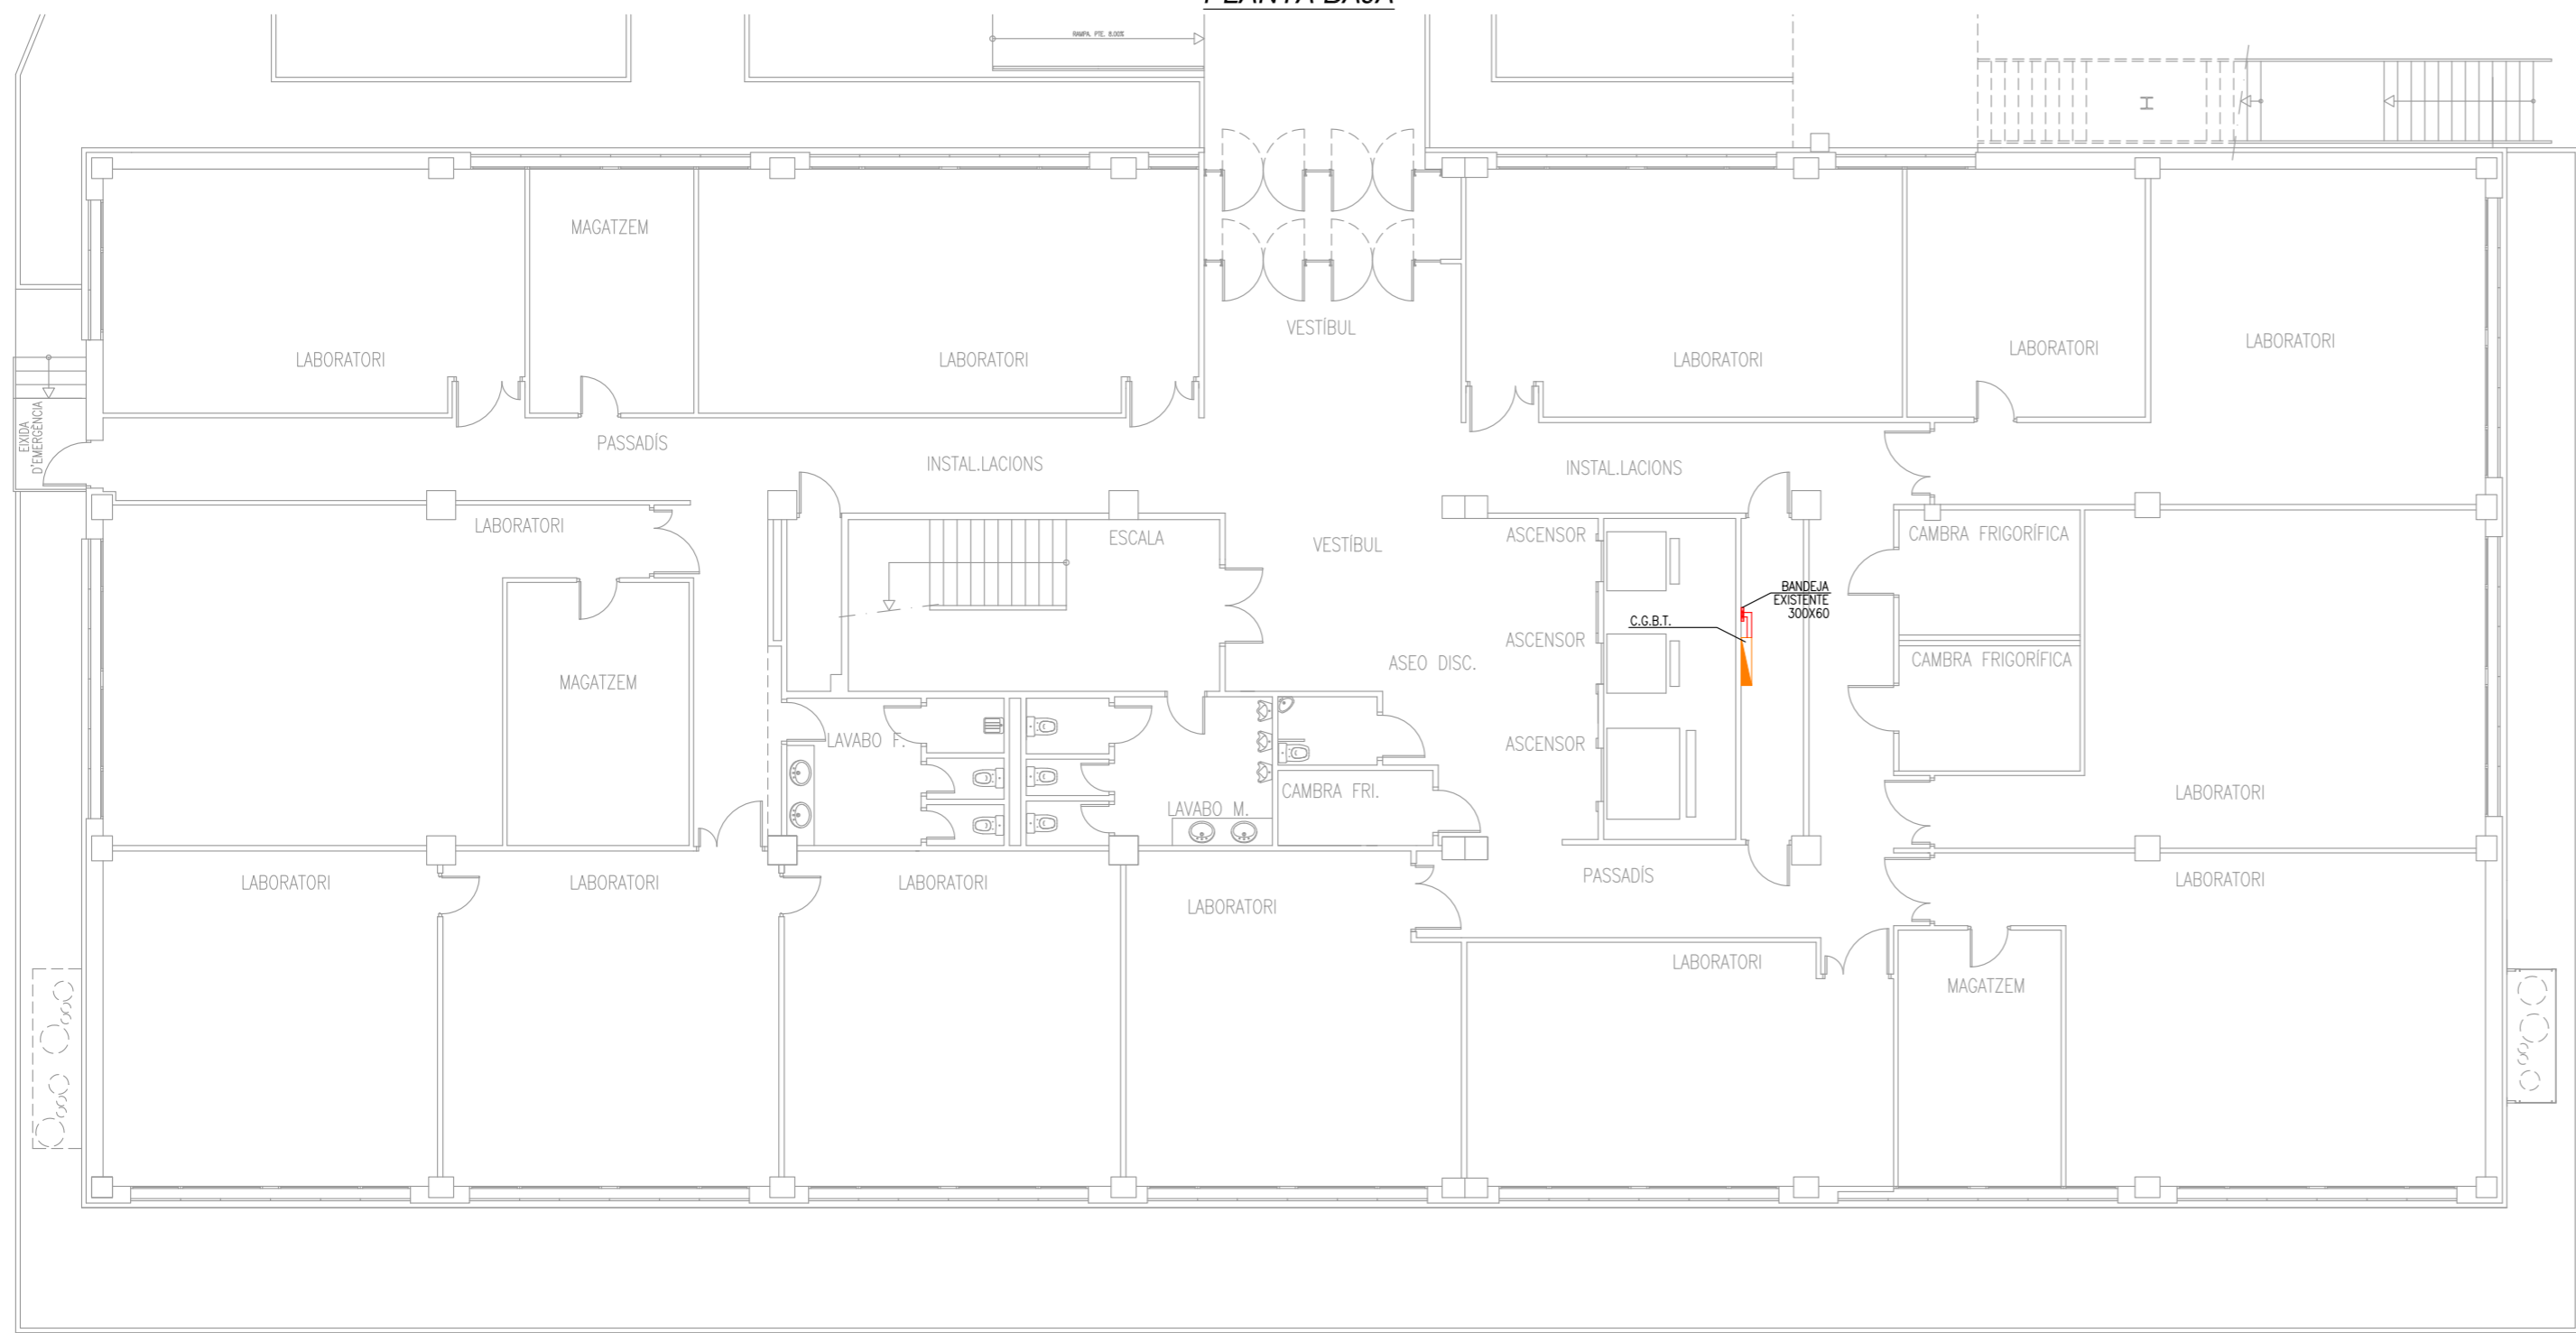 PLANTA BAJA
RAMPA. PTE. 8.00%
H
MAGATZEM
VESTÍBUL
LABORATORI
LABORATORI
LABORATORI
LABORATORI
LABORATORI
EIXIDA
D'EMERGÈNCIA
PASSADÍS
INSTAL.LACIONS
INSTAL.LACIONS
LABORATORI
ESCALA
VESTÍBUL
ASCENSOR
CAMBRA FRIGORÍFICA
BANDEJA
EXISTENTE
300X60
C.G.B.T.
ASCENSOR
ASEO DISC.
CAMBRA FRIGORÍFICA
MAGATZEM
LAVABO F.
ASCENSOR
CAMBRA FRI.
LABORATORI
LAVABO M.
LABORATORI
LABORATORI
LABORATORI
LABORATORI
PASSADÍS
LABORATORI
LABORATORI
MAGATZEM